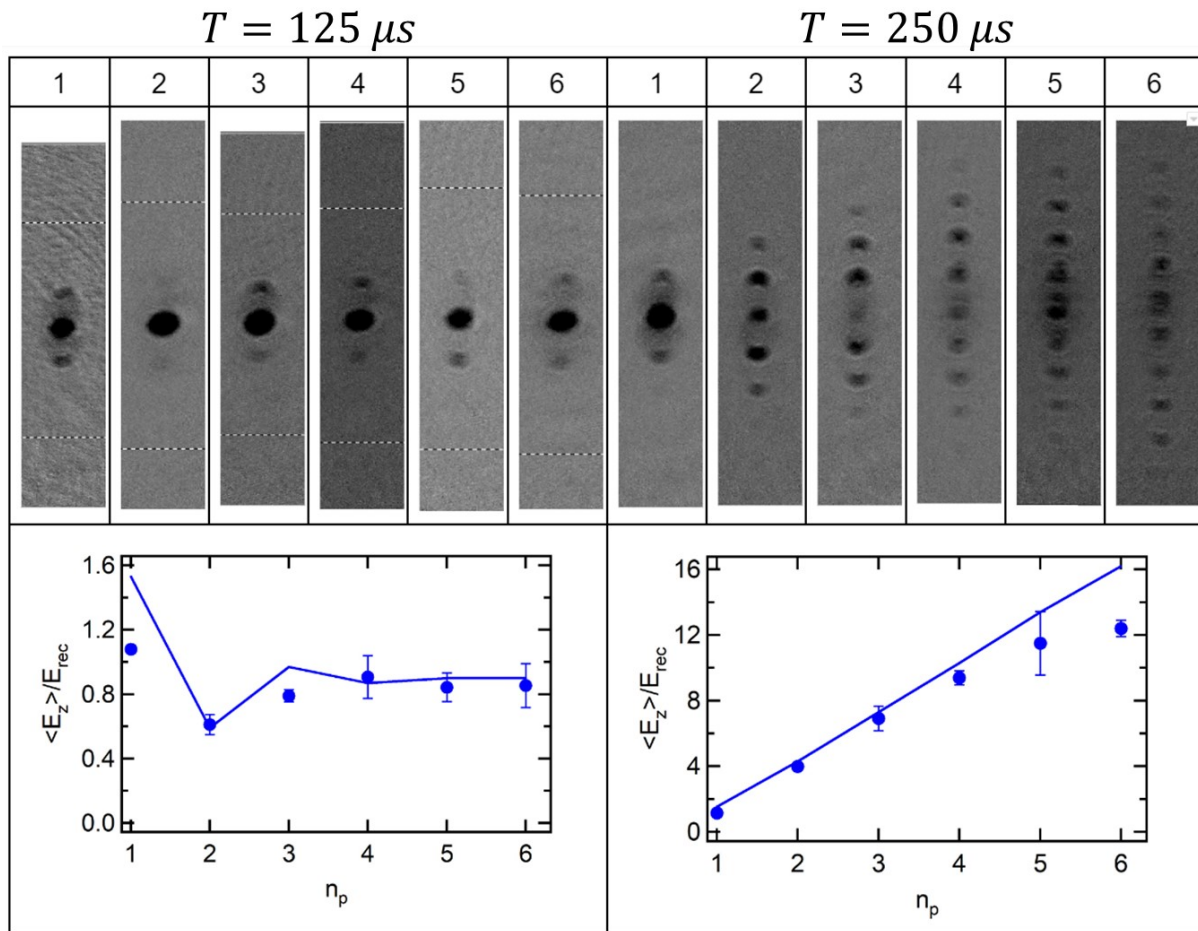 T = 125 μs
T = 250 μs
1 2 3 4 5 6 1 2 3 4 5 6
1.6
1.2
0.8
0.4
0.0
<E_z>/E_rec
1 2 3 4 5 6
n_p
16
12
8
4
0
<E_z>/E_rec
1 2 3 4 5 6
n_p